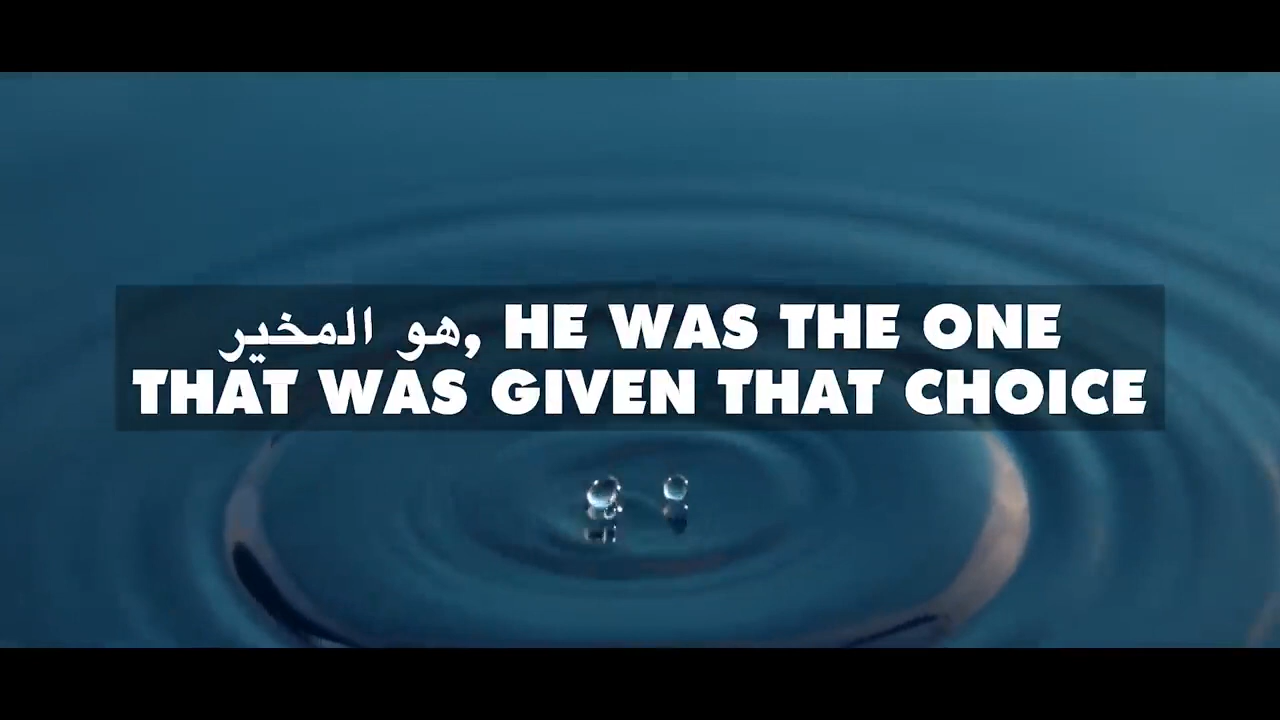 هو المخير, HE WAS THE ONE
THAT WAS GIVEN THAT CHOICE